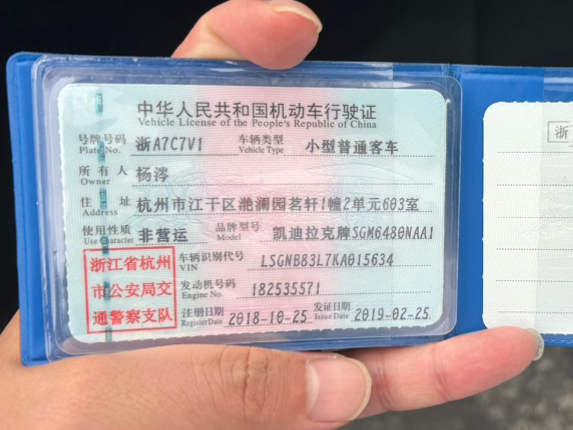 中华人民共和国机动车行驶证
Vehicle License of the People's Republic of China
号牌号码 Plate No. 浙A7C7V1 车辆类型 Vehicle Type 小型普通客车
所有人 Owner 杨涔
住址 Address 杭州市江干区滟澜园茗轩1幢2单元603室
使用性质 Use Character 非营运 品牌型号 Model 凯迪拉克牌SGM6480NAA1
浙江省杭州
市公安局交
通警察支队
车辆识别代号 VIN LSGNB83L7KA015634
发动机号码 Engine No. 182535571
注册日期 Register Date 2018-10-25 发证日期 Issue Date 2019-02-25
浙